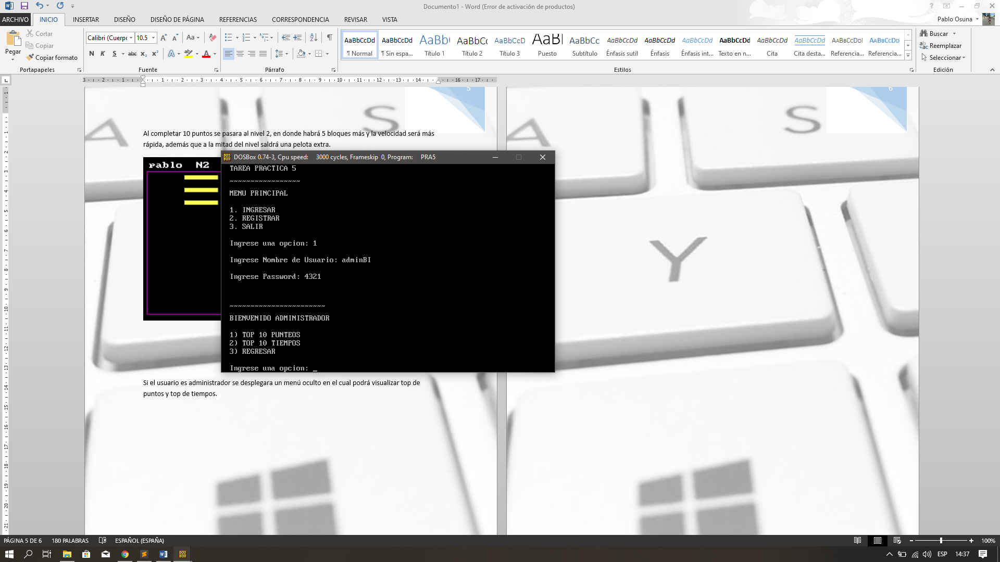 Documento1 - Word (Error de activación de productos)
ARCHIVO INICIO INSERTAR DISEÑO DISEÑO DE PÁGINA REFERENCIAS CORRESPONDENCIA REVISAR VISTA
Pablo Osuna
Pegar
Cortar
Copiar
Copiar formato
Portapapeles
Calibri (Cuerpo 10.5
N K S abc x₂ x²
Fuente
Párrafo
AaBbCcDd AaBbCcDd AaBb( AaBbCc AaBbCcD AaBl AaBbCc AaBbCcDd AaBbCcDd AaBbCcDd AaBbCcDd AaBbCcDd AaBbCcDd AaBbCcDd AaBbCcDd
¶ Normal ¶ Sin espa... Título 1 Título 2 Título 3 Puesto Subtítulo Énfasis sutil Énfasis Énfasis int... Texto en n... Cita Cita desta... Referencia... Referencia...
Estilos
Buscar
Reemplazar
Seleccionar
Edición
3 2 1 1 2 3 4 5 6 7 8 9 10 11 12 13 14 16 17
5
6
A S
A S
Y
Al completar 10 puntos se pasara al nivel 2, en donde habrá 5 bloques más y la velocidad será más
rápida, además que a la mitad del nivel saldrá una pelota extra.
pablo N2
DOSBox 0.74-3, Cpu speed: 3000 cycles, Frameskip 0, Program: PRA5
TAREA PRACTICA 5
~~~~~~~~~~~~~~~~~
MENU PRINCIPAL
1. INGRESAR
2. REGISTRAR
3. SALIR
Ingrese una opcion: 1
Ingrese Nombre de Usuario: adminBI
Ingrese Password: 4321
~~~~~~~~~~~~~~~~~~~~~~~
BIENVENIDO ADMINISTRADOR
1) TOP 10 PUNTEOS
2) TOP 10 TIEMPOS
3) REGRESAR
Ingrese una opcion: _
Si el usuario es administrador se desplegara un menú oculto en el cual podrá visualizar top de
puntos y top de tiempos.
PÁGINA 5 DE 6 180 PALABRAS ESPAÑOL (ESPAÑA) 100%
ESP 14:37